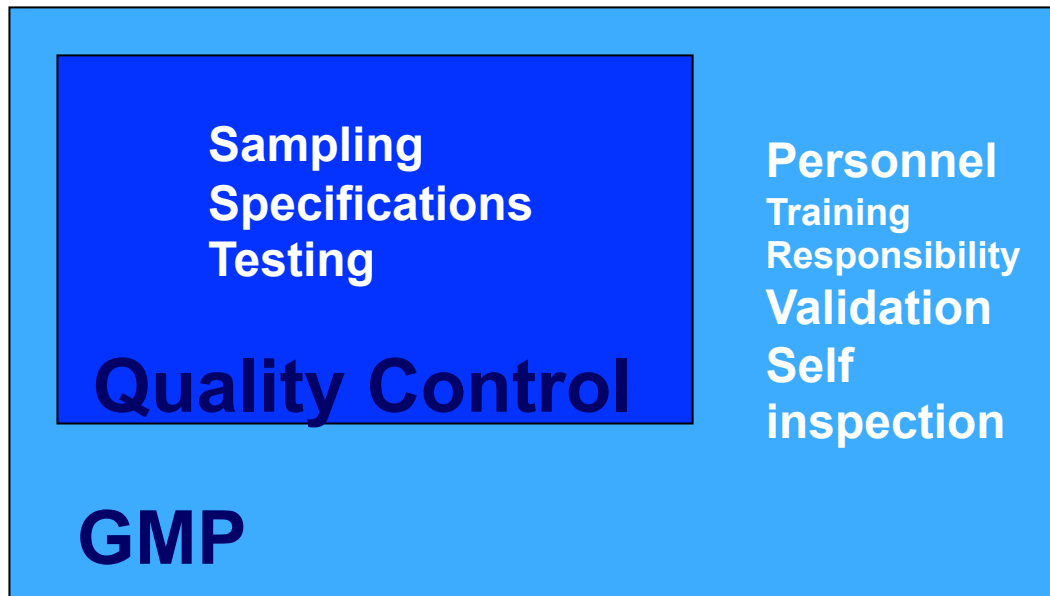 Sampling
Specifications
Testing
Quality Control
Personnel
Training
Responsibility
Validation
Self
inspection
GMP